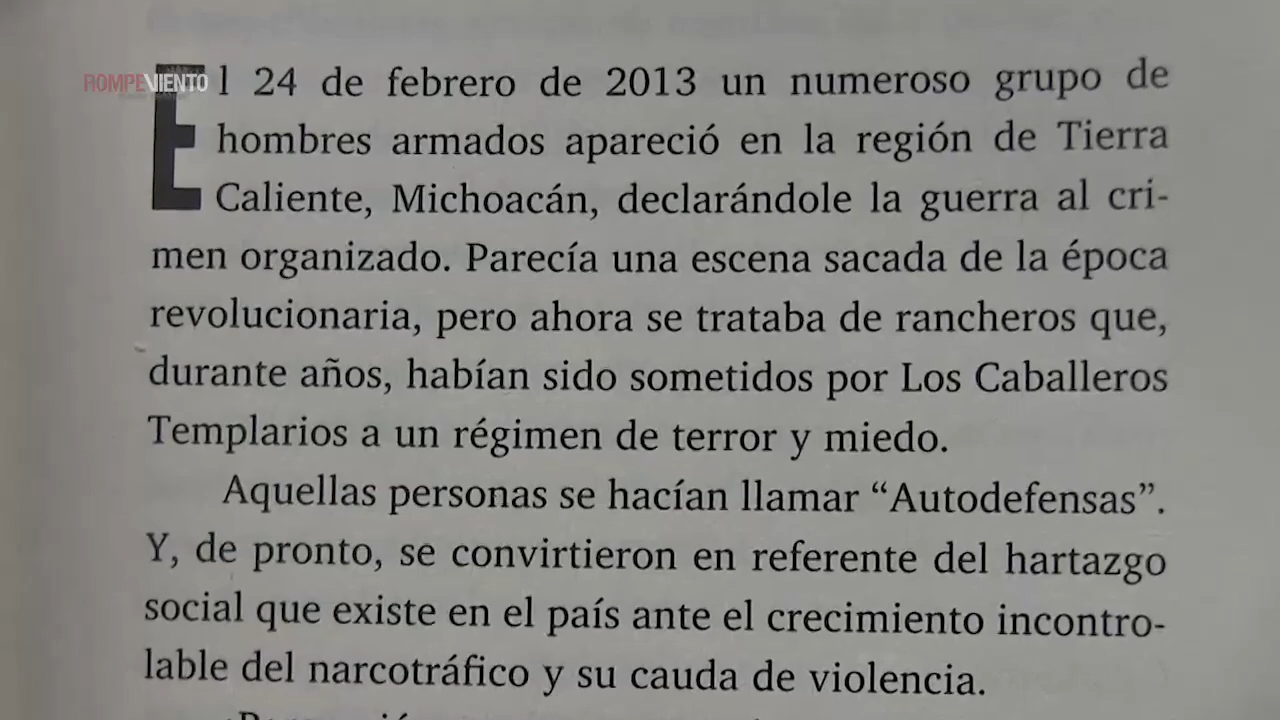 ROMPEVIENTO
El 24 de febrero de 2013 un numeroso grupo de
hombres armados apareció en la región de Tierra
Caliente, Michoacán, declarándole la guerra al cri-
men organizado. Parecía una escena sacada de la época
revolucionaria, pero ahora se trataba de rancheros que,
durante años, habían sido sometidos por Los Caballeros
Templarios a un régimen de terror y miedo.
Aquellas personas se hacían llamar “Autodefensas”.
Y, de pronto, se convirtieron en referente del hartazgo
social que existe en el país ante el crecimiento incontro-
lable del narcotráfico y su cauda de violencia.